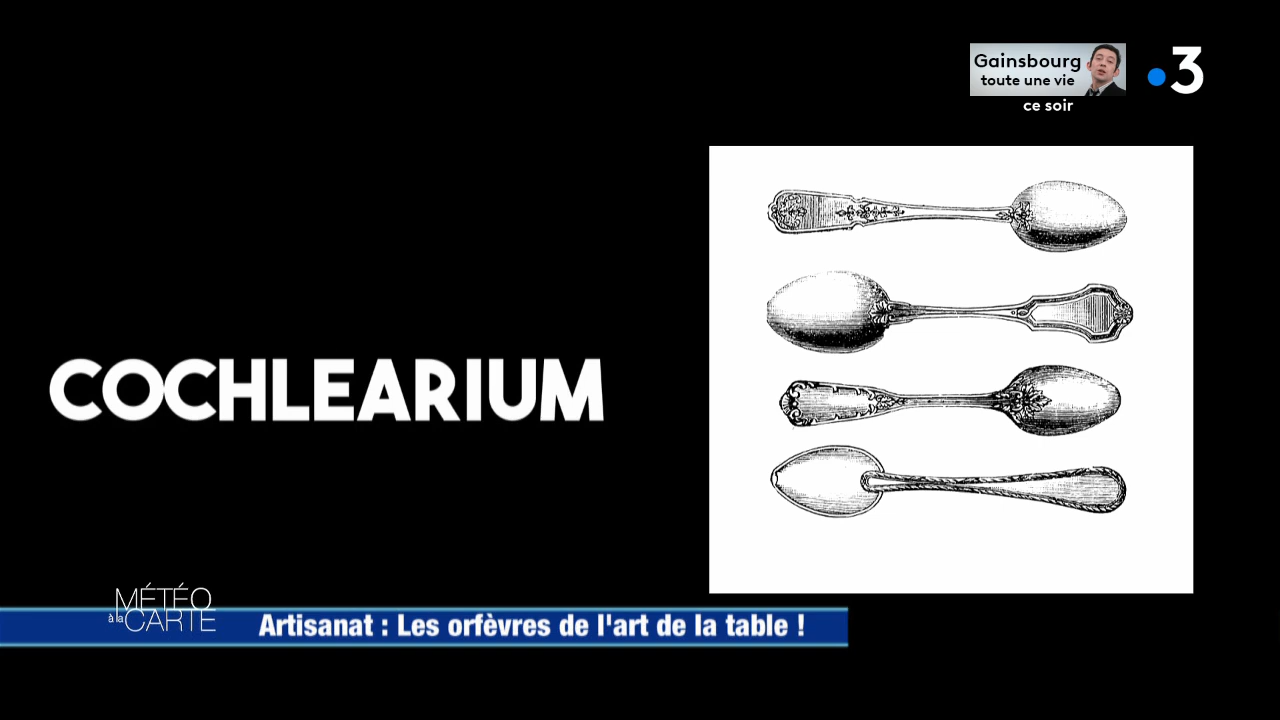 Gainsbourg
toute une vie
ce soir
3
COCHLEARIUM
MÉTÉO
à la CARTE
Artisanat : Les orfèvres de l'art de la table !